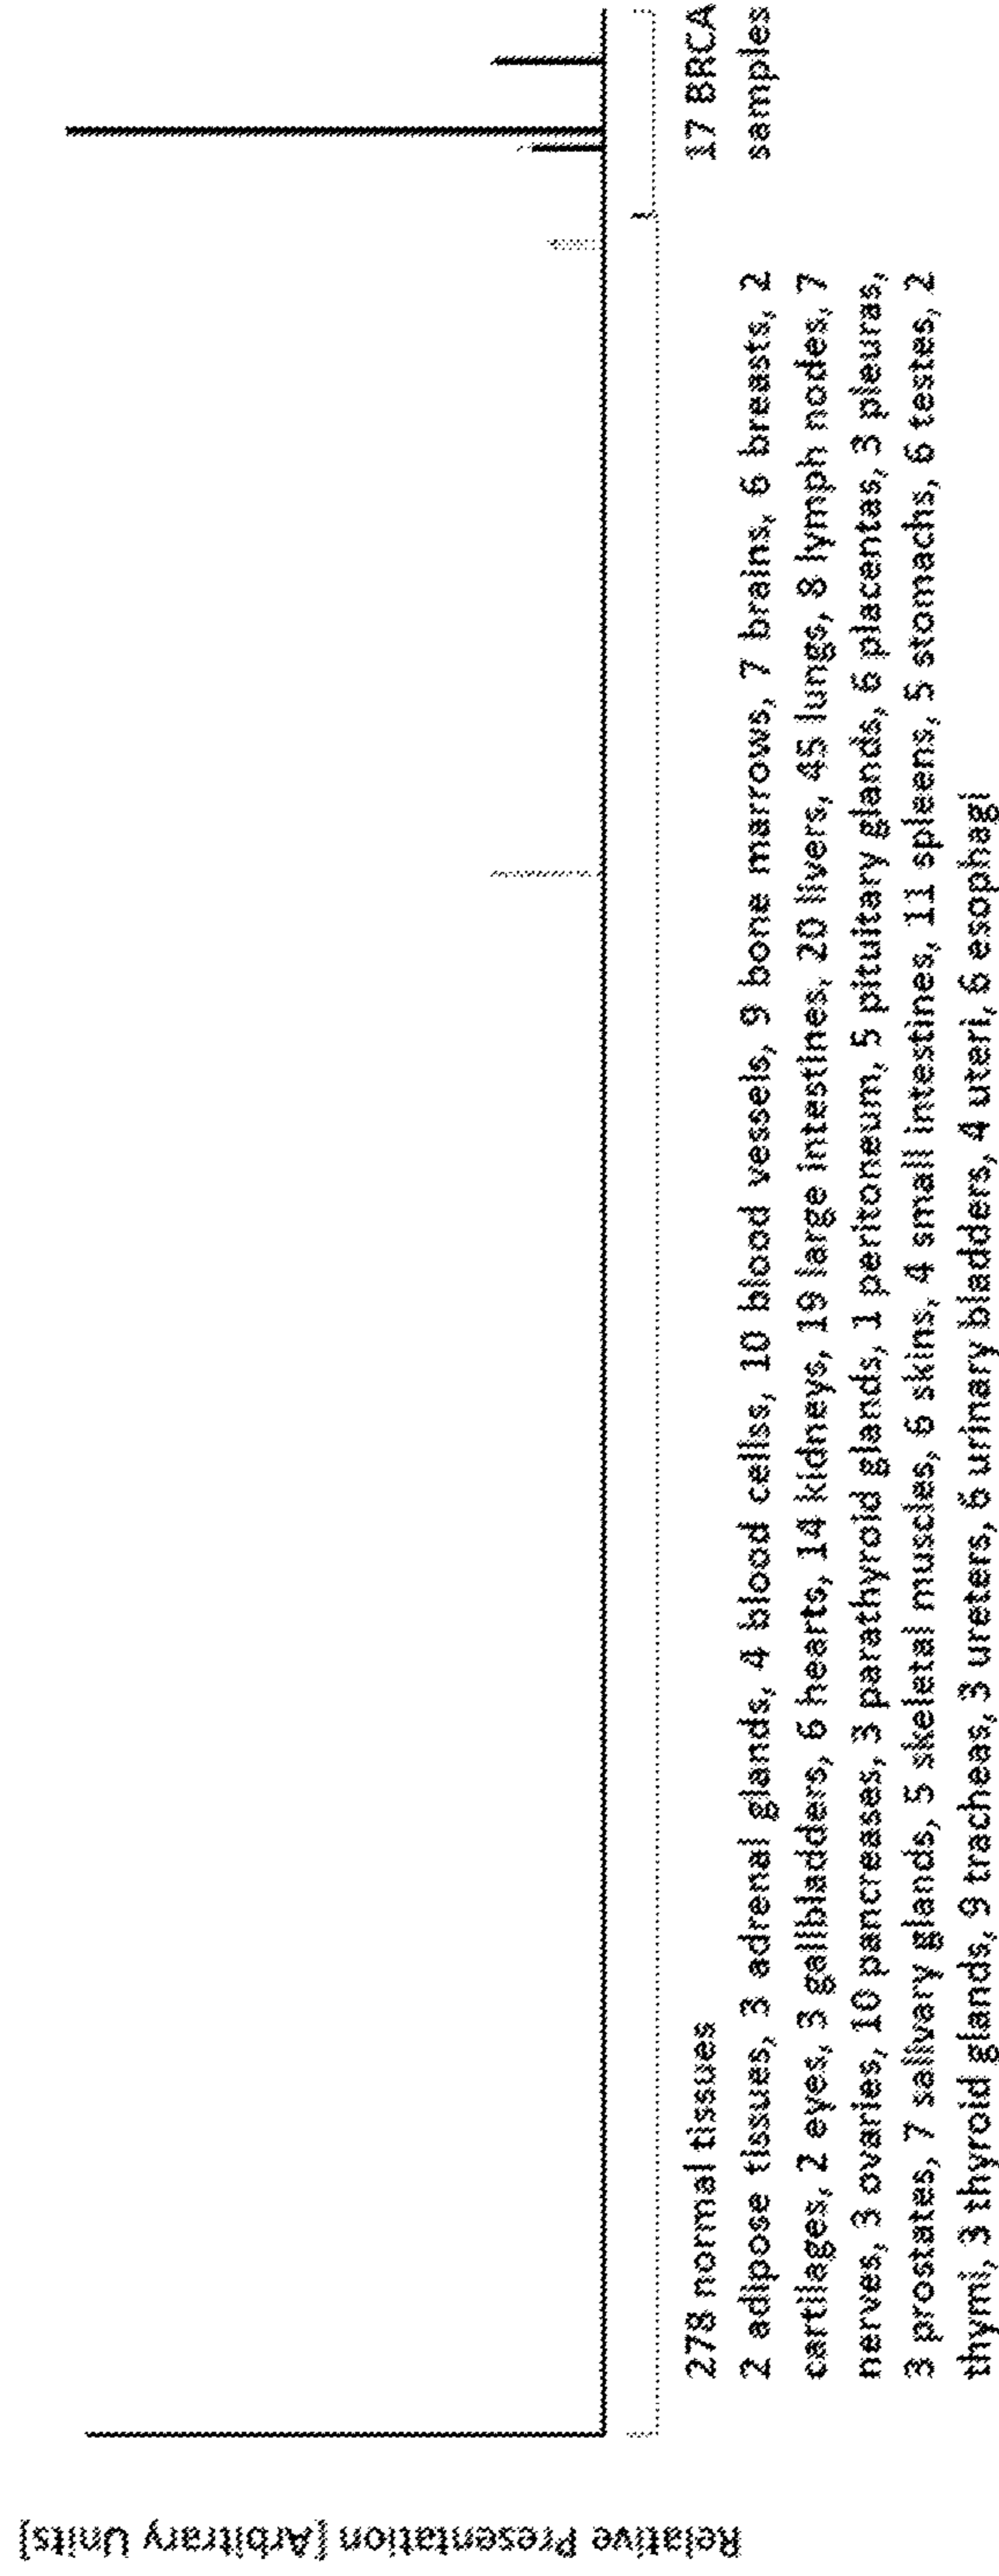 Relative Presentation [Arbitrary Units]
278 normal tissues
2 adipose tissues, 3 adrenal glands, 4 blood cellss, 10 blood vessels, 9 bone marrows, 7 brains, 6 breasts, 2
cartilages, 2 eyes, 3 gallbladders, 6 hearts, 14 kidneys, 19 large intestines, 20 livers, 45 lungs, 8 lymph nodes, 7
nerves, 3 ovaries, 10 pancreases, 3 parathyroid glands, 1 peritoneum, 5 pituitary glands, 6 placentas, 3 pleuras,
3 prostates, 7 salivary glands, 5 skeletal muscles, 6 skins, 4 small intestines, 11 spleens, 5 stomachs, 6 testes, 2
thymi, 3 thyroid glands, 9 tracheas, 3 ureters, 6 urinary bladders, 4 uteri, 6 esophagi
17 BRCA
samples